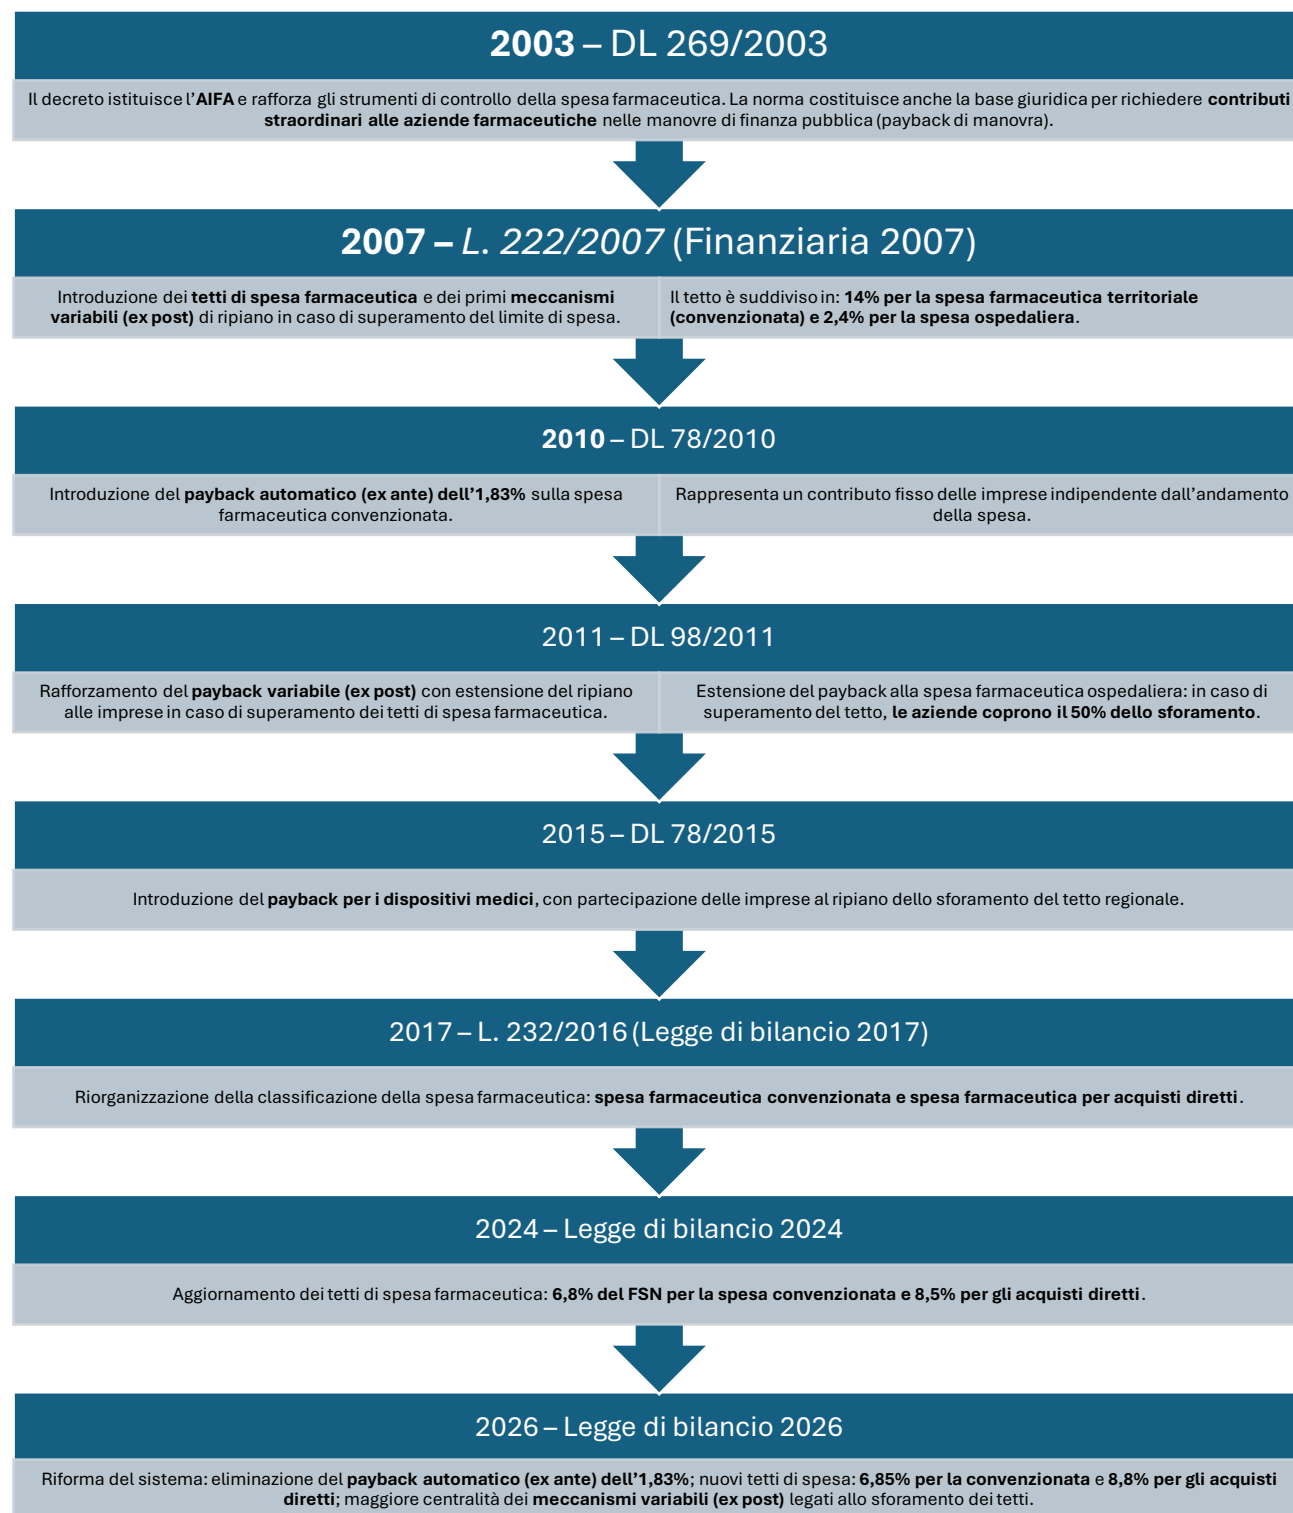 2003 – DL 269/2003
Il decreto istituisce l’AIFA e rafforza gli strumenti di controllo della spesa farmaceutica. La norma costituisce anche la base giuridica per richiedere contributi
straordinari alle aziende farmaceutiche nelle manovre di finanza pubblica (payback di manovra).
2007 – L. 222/2007 (Finanziaria 2007)
Introduzione dei tetti di spesa farmaceutica e dei primi meccanismi
variabili (ex post) di ripiano in caso di superamento del limite di spesa.
Il tetto è suddiviso in: 14% per la spesa farmaceutica territoriale
(convenzionata) e 2,4% per la spesa ospedaliera.
2010 – DL 78/2010
Introduzione del payback automatico (ex ante) dell’1,83% sulla spesa
farmaceutica convenzionata.
Rappresenta un contributo fisso delle imprese indipendente dall’andamento
della spesa.
2011 – DL 98/2011
Rafforzamento del payback variabile (ex post) con estensione del ripiano
alle imprese in caso di superamento dei tetti di spesa farmaceutica.
Estensione del payback alla spesa farmaceutica ospedaliera: in caso di
superamento del tetto, le aziende coprono il 50% dello sforamento.
2015 – DL 78/2015
Introduzione del payback per i dispositivi medici, con partecipazione delle imprese al ripiano dello sforamento del tetto regionale.
2017 – L. 232/2016 (Legge di bilancio 2017)
Riorganizzazione della classificazione della spesa farmaceutica: spesa farmaceutica convenzionata e spesa farmaceutica per acquisti diretti.
2024 – Legge di bilancio 2024
Aggiornamento dei tetti di spesa farmaceutica: 6,8% del FSN per la spesa convenzionata e 8,5% per gli acquisti diretti.
2026 – Legge di bilancio 2026
Riforma del sistema: eliminazione del payback automatico (ex ante) dell’1,83%; nuovi tetti di spesa: 6,85% per la convenzionata e 8,8% per gli acquisti
diretti; maggiore centralità dei meccanismi variabili (ex post) legati allo sforamento dei tetti.